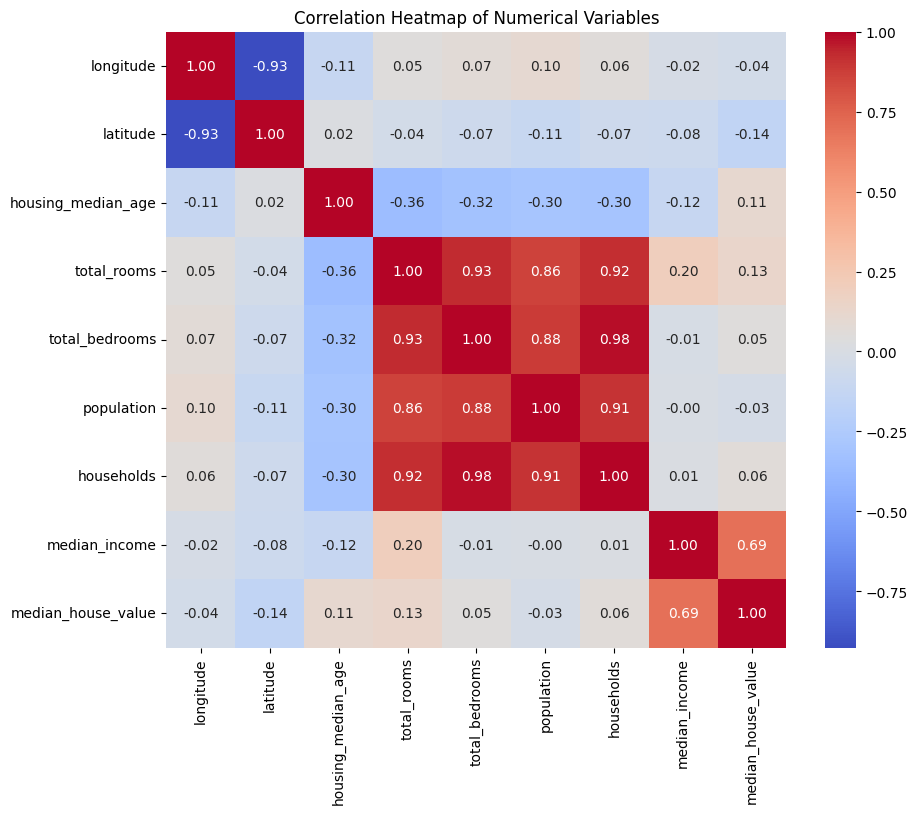 Correlation Heatmap of Numerical Variables
longitude 1.00 -0.93 -0.11 0.05 0.07 0.10 0.06 -0.02 -0.04
latitude -0.93 1.00 0.02 -0.04 -0.07 -0.11 -0.07 -0.08 -0.14
housing_median_age -0.11 0.02 1.00 -0.36 -0.32 -0.30 -0.30 -0.12 0.11
total_rooms 0.05 -0.04 -0.36 1.00 0.93 0.86 0.92 0.20 0.13
total_bedrooms 0.07 -0.07 -0.32 0.93 1.00 0.88 0.98 -0.01 0.05
population 0.10 -0.11 -0.30 0.86 0.88 1.00 0.91 -0.00 -0.03
households 0.06 -0.07 -0.30 0.92 0.98 0.91 1.00 0.01 0.06
median_income -0.02 -0.08 -0.12 0.20 -0.01 -0.00 0.01 1.00 0.69
median_house_value -0.04 -0.14 0.11 0.13 0.05 -0.03 0.06 0.69 1.00
longitude
latitude
housing_median_age
total_rooms
total_bedrooms
population
households
median_income
median_house_value
1.00
0.75
0.50
0.25
0.00
−0.25
−0.50
−0.75